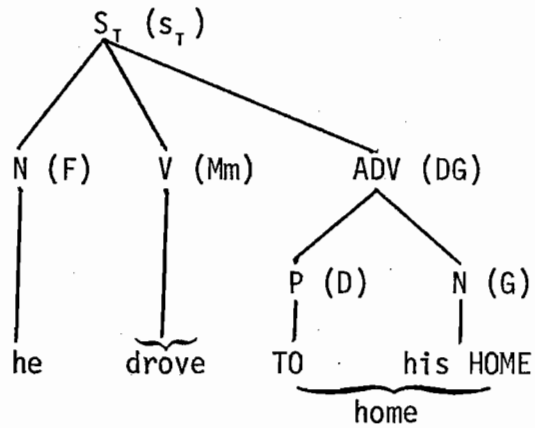 S_T (s_T)
N (F) V (Mm) ADV (DG)
P (D) N (G)
he drove TO his HOME
home